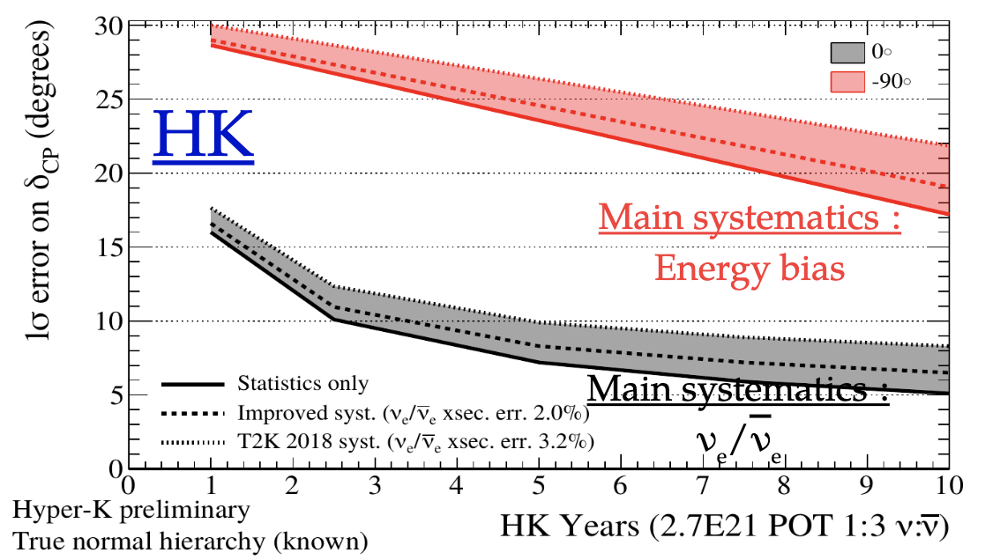 30
25
20
15
10
5
0
1σ error on δCP (degrees)
0°
-90°
HK
Main systematics :
Energy bias
Statistics only
Improved syst. (νe/ν̅e xsec. err. 2.0%)
T2K 2018 syst. (νe/ν̅e xsec. err. 3.2%)
Main systematics :
νe/ν̅e
0 1 2 3 4 5 6 7 8 9 10
HK Years (2.7E21 POT 1:3 ν:ν̅)
Hyper-K preliminary
True normal hierarchy (known)